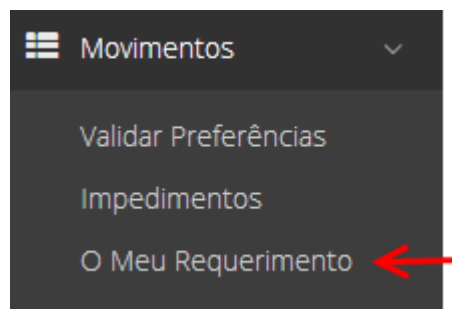 Movimentos
Validar Preferências
Impedimentos
O Meu Requerimento